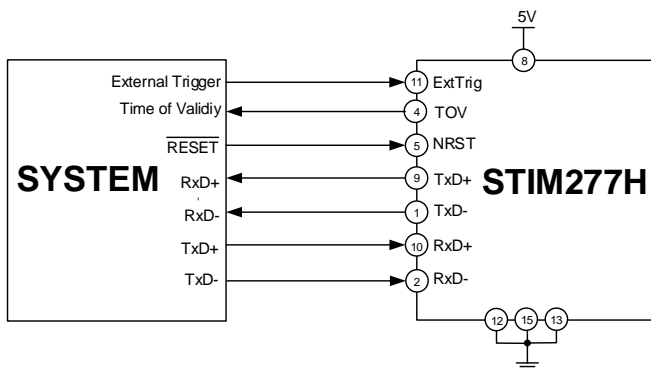 5V
8
External Trigger
11
ExtTrig
Time of Validiy
4
TOV
RESET
5
NRST
SYSTEM
STIM277H
RxD+
9
TxD+
RxD-
1
TxD-
TxD+
10
RxD+
TxD-
2
RxD-
12
15
13